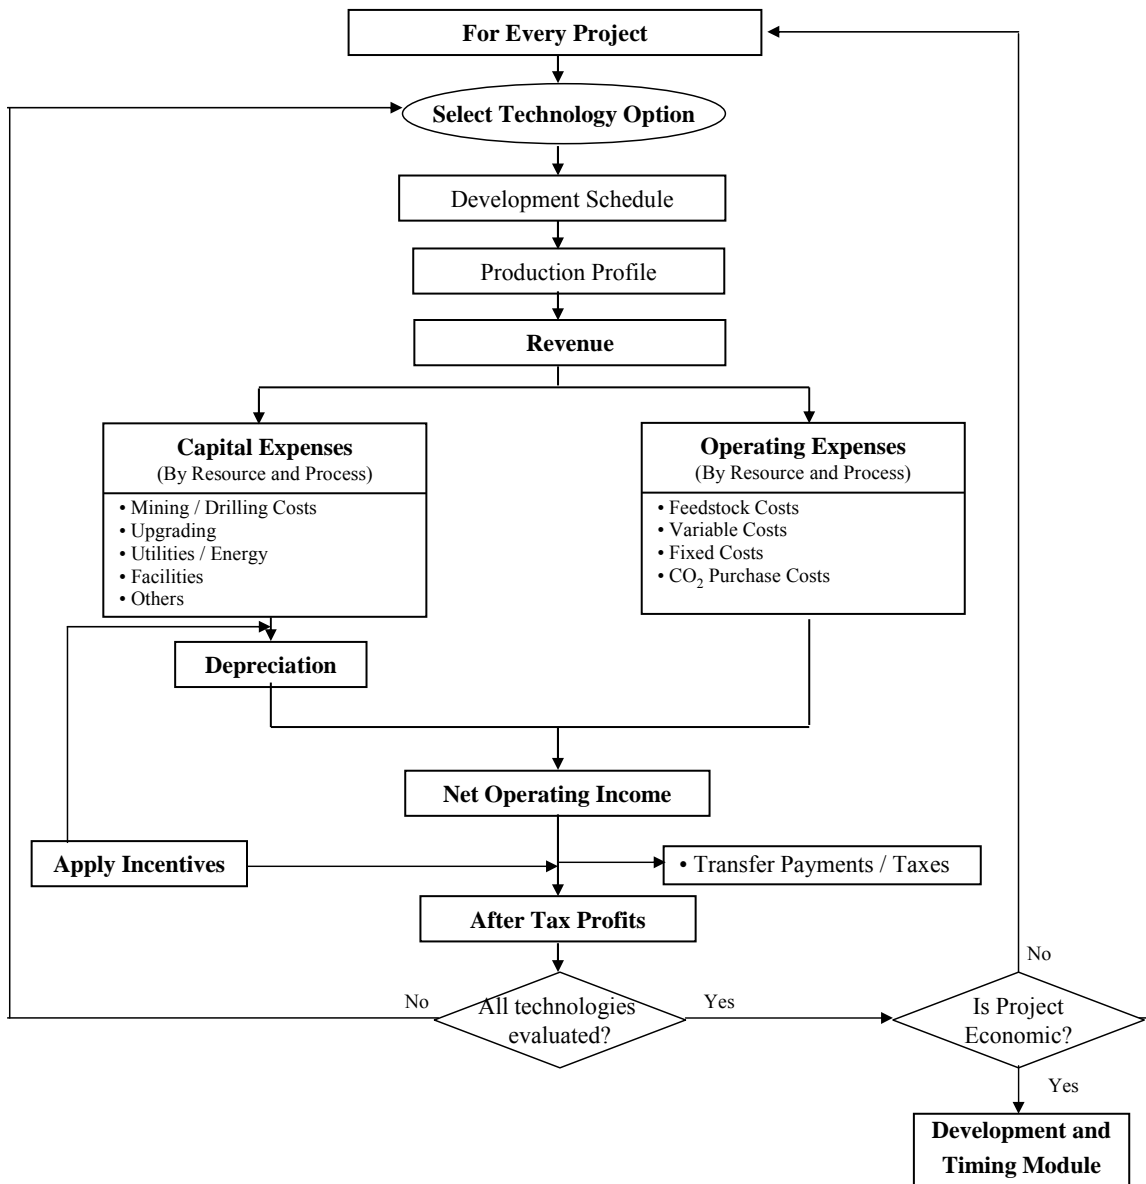 For Every Project
Select Technology Option
Development Schedule
Production Profile
Revenue
Capital Expenses
(By Resource and Process)
• Mining / Drilling Costs
• Upgrading
• Utilities / Energy
• Facilities
• Others
Operating Expenses
(By Resource and Process)
• Feedstock Costs
• Variable Costs
• Fixed Costs
• CO₂ Purchase Costs
Depreciation
Net Operating Income
Apply Incentives
• Transfer Payments / Taxes
After Tax Profits
No
All technologies
evaluated?
Yes
No
Is Project
Economic?
Yes
Development and
Timing Module